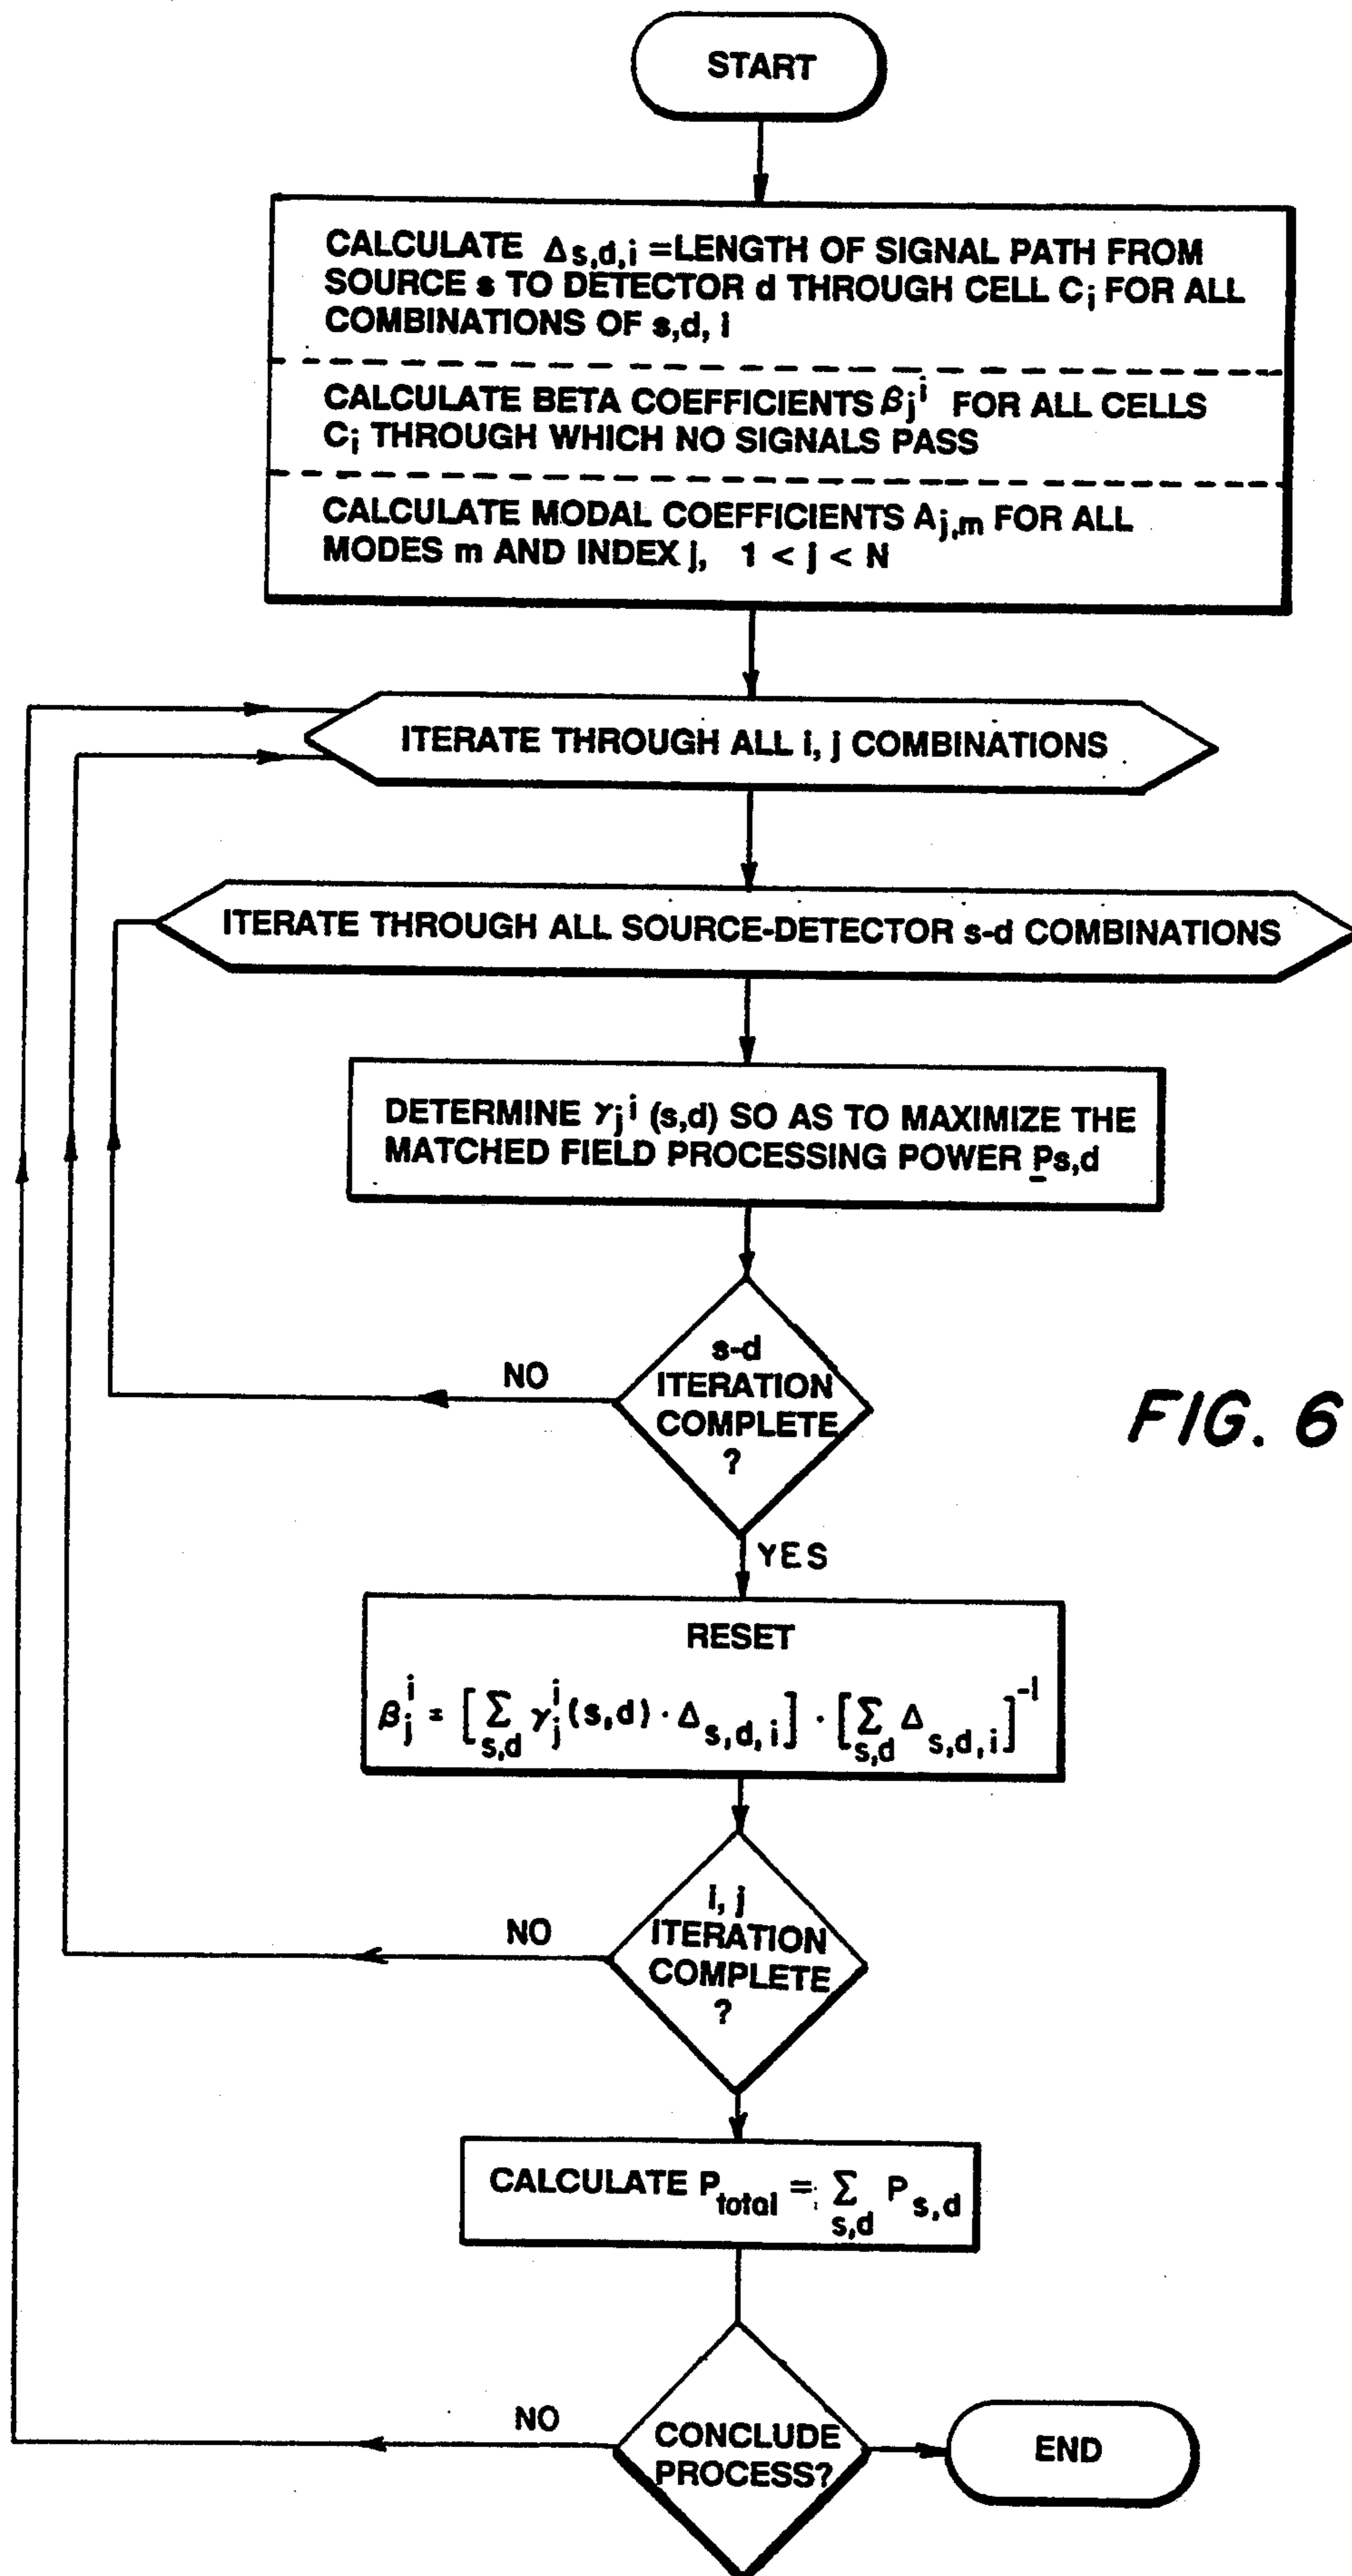 START
CALCULATE Δs,d,i =LENGTH OF SIGNAL PATH FROM
SOURCE s TO DETECTOR d THROUGH CELL Ci FOR ALL
COMBINATIONS OF s,d, i
CALCULATE BETA COEFFICIENTS βj^i FOR ALL CELLS
Ci THROUGH WHICH NO SIGNALS PASS
CALCULATE MODAL COEFFICIENTS Aj,m FOR ALL
MODES m AND INDEX j, 1 < j < N
ITERATE THROUGH ALL i, j COMBINATIONS
ITERATE THROUGH ALL SOURCE-DETECTOR s-d COMBINATIONS
DETERMINE γj^i (s,d) SO AS TO MAXIMIZE THE
MATCHED FIELD PROCESSING POWER Ps,d
s-d
ITERATION
COMPLETE
?
NO
FIG. 6
YES
RESET
βj^i = [Σs,d γj^i(s,d) · Δs,d,i] · [Σs,d Δs,d,i]^-1
i, j
ITERATION
COMPLETE
?
NO
CALCULATE Ptotal = Σs,d Ps,d
NO
CONCLUDE
PROCESS?
END